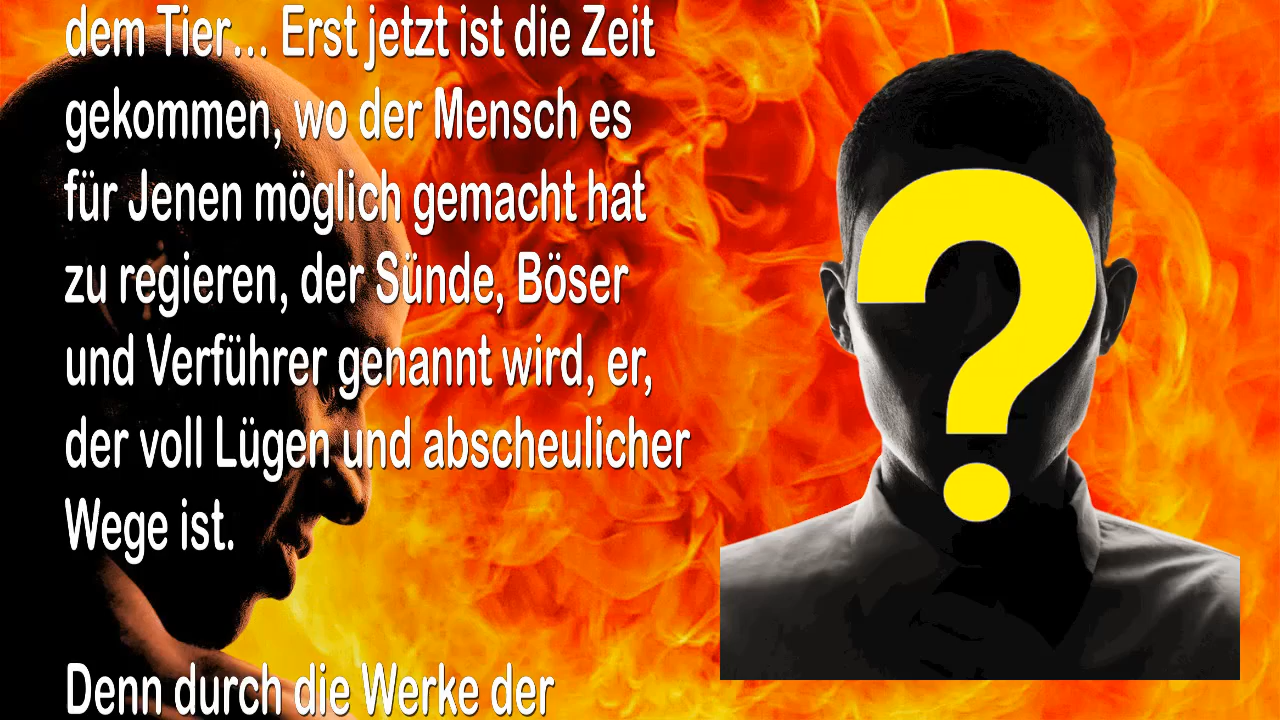 dem Tier... Erst jetzt ist die Zeit
gekommen, wo der Mensch es
für Jenen möglich gemacht hat
zu regieren, der Sünde, Böser
und Verführer genannt wird, er,
der voll Lügen und abscheulicher
Wege ist.
Denn durch die Werke der
?